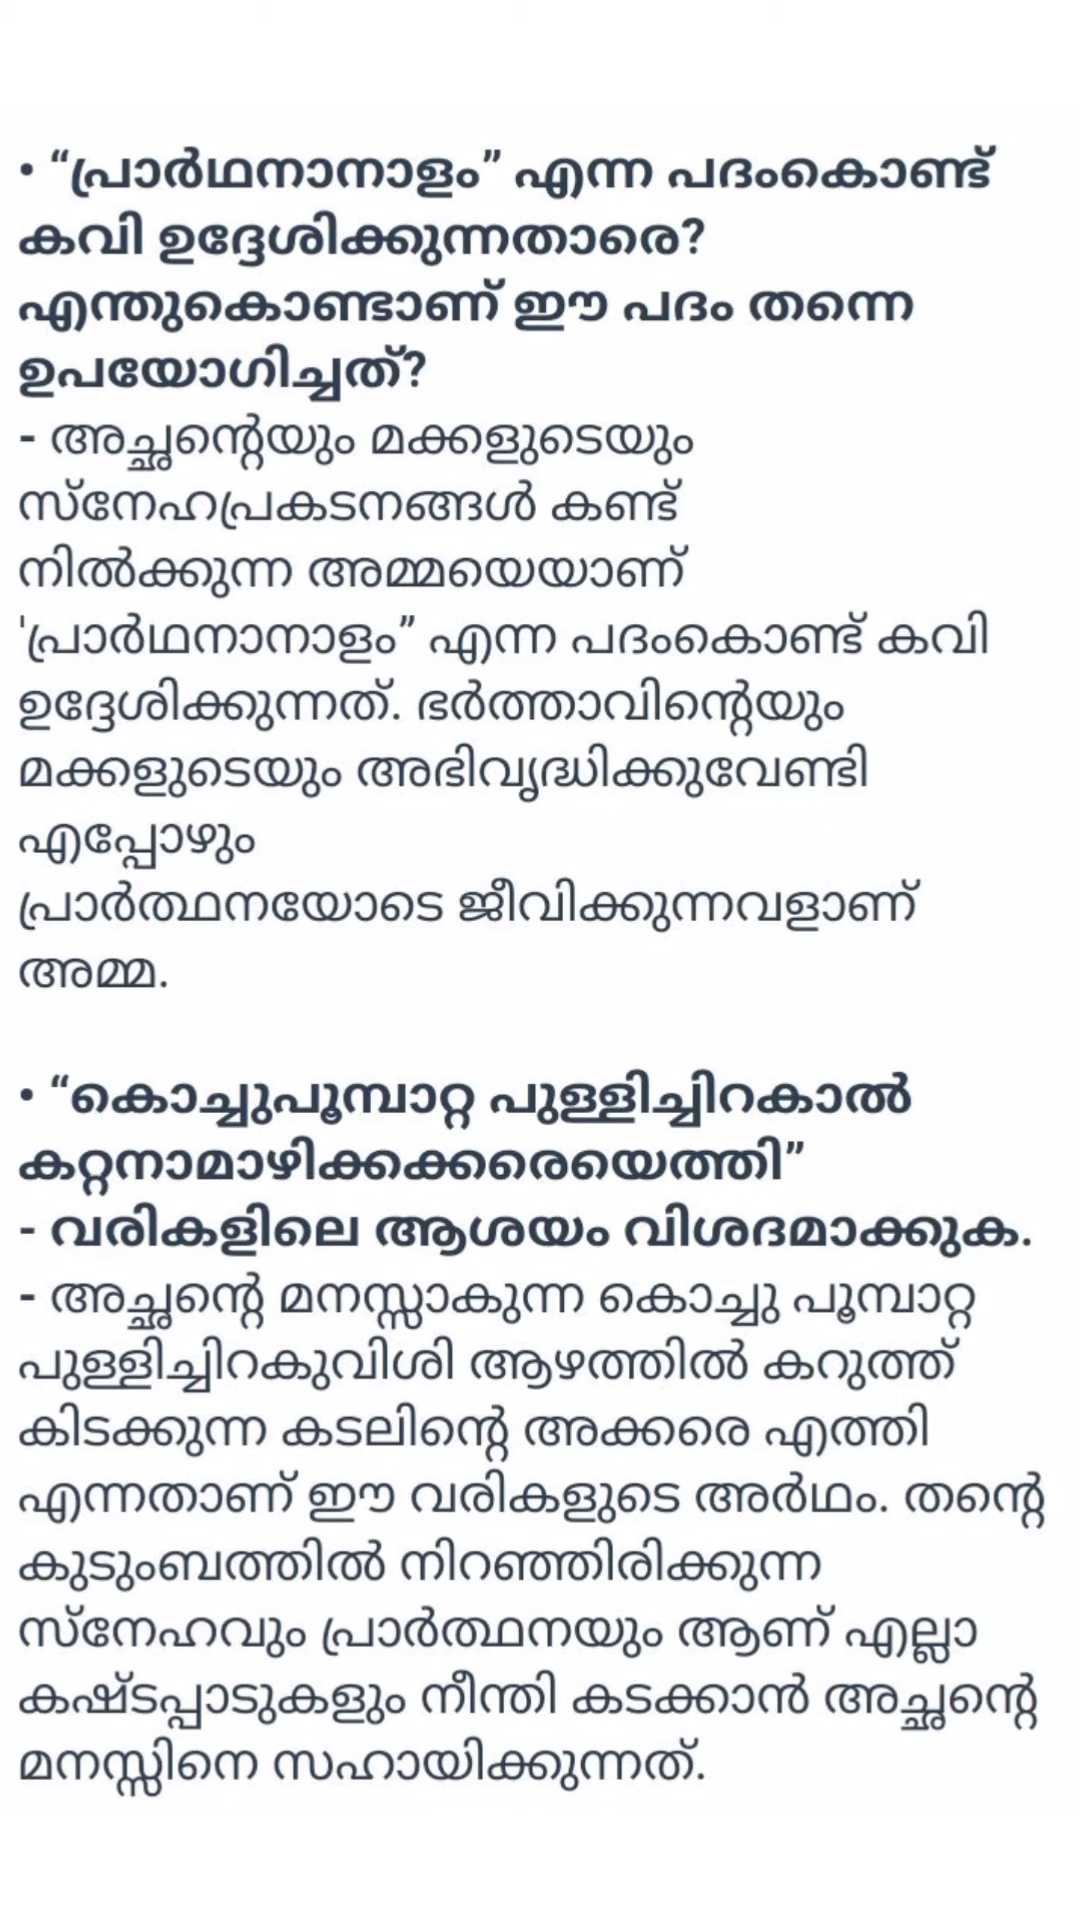 • “പ്രാർഥനാനാളം” എന്ന പദംകൊണ്ട്
കവി ഉദ്ദേശിക്കുന്നതാരെ?
എന്തുകൊണ്ടാണ് ഈ പദം തന്നെ
ഉപയോഗിച്ചത്?
- അച്ഛന്റെയും മക്കളുടെയും
സ്നേഹപ്രകടനങ്ങൾ കണ്ട്
നിൽക്കുന്ന അമ്മയെയാണ്
'പ്രാർഥനാനാളം” എന്ന പദംകൊണ്ട് കവി
ഉദ്ദേശിക്കുന്നത്. ഭർത്താവിന്റെയും
മക്കളുടെയും അഭിവൃദ്ധിക്കുവേണ്ടി
എപ്പോഴും
പ്രാർത്ഥനയോടെ ജീവിക്കുന്നവളാണ്
അമ്മ.
• “കൊച്ചുപൂമ്പാറ്റ പുള്ളിച്ചിറകാൽ
കറ്റനാമാഴിക്കക്കരെയെത്തി”
- വരികളിലെ ആശയം വിശദമാക്കുക.
- അച്ഛന്റെ മനസ്സാകുന്ന കൊച്ചു പൂമ്പാറ്റ
പുള്ളിച്ചിറകുവിശി ആഴത്തിൽ കറുത്ത്
കിടക്കുന്ന കടലിന്റെ അക്കരെ എത്തി
എന്നതാണ് ഈ വരികളുടെ അർഥം. തന്റെ
കുടുംബത്തിൽ നിറഞ്ഞിരിക്കുന്ന
സ്നേഹവും പ്രാർത്ഥനയും ആണ് എല്ലാ
കഷ്ടപ്പാടുകളും നീന്തി കടക്കാൻ അച്ഛന്റെ
മനസ്സിനെ സഹായിക്കുന്നത്.